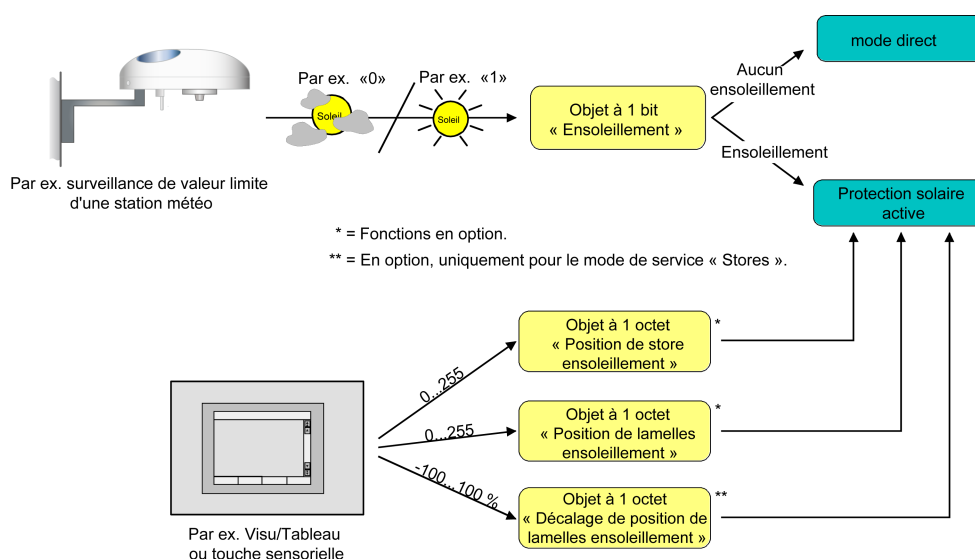 mode direct
Par ex. «0»
Par ex. «1»
Aucun
ensoleillement
Soleil
Soleil
Objet à 1 bit
« Ensoleillement »
Ensoleillement
Par ex. surveillance de valeur limite
d'une station météo
Protection solaire
active
* = Fonctions en option.
** = En option, uniquement pour le mode de service « Stores ».
Objet à 1 octet
« Position de store
ensoleillement »
*
0...255
Objet à 1 octet
« Position de lamelles
ensoleillement »
*
0...255
-100...100 %
Objet à 1 octet
« Décalage de position de
lamelles ensoleillement »
**
Par ex. Visu/Tableau
ou touche sensorielle